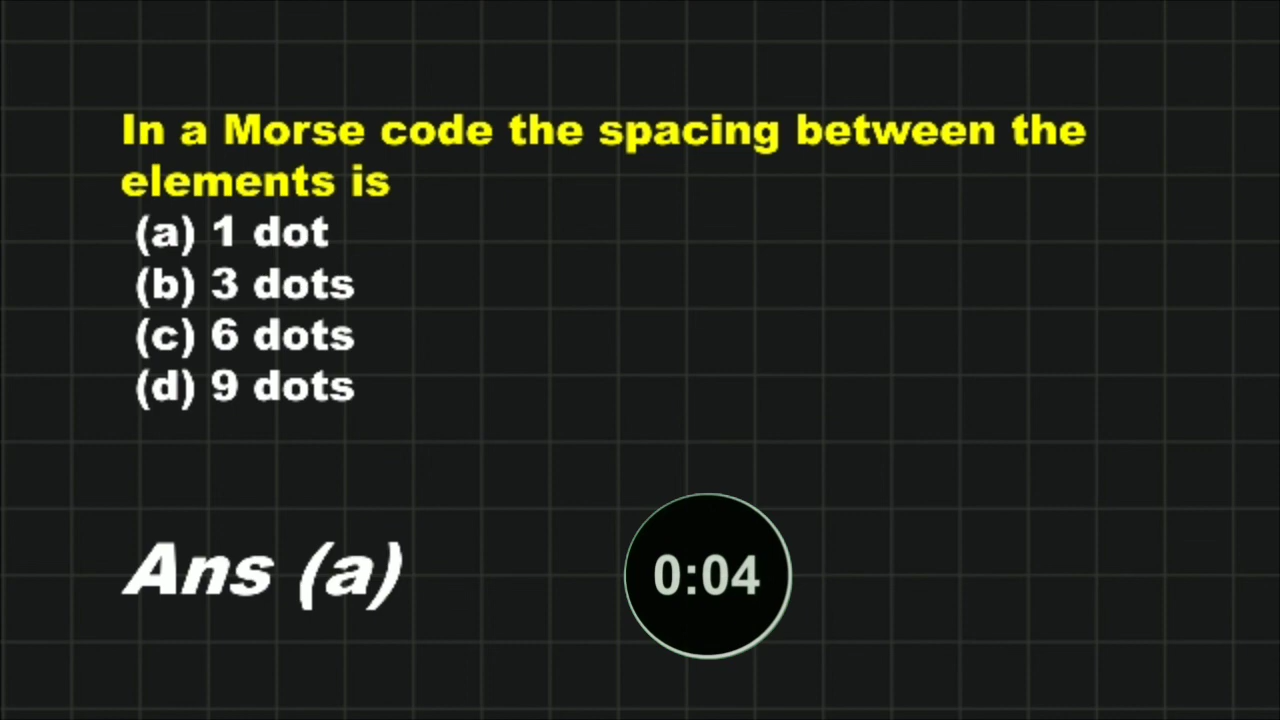 In a Morse code the spacing between the
elements is
(a) 1 dot
(b) 3 dots
(c) 6 dots
(d) 9 dots
Ans (a)
0:04